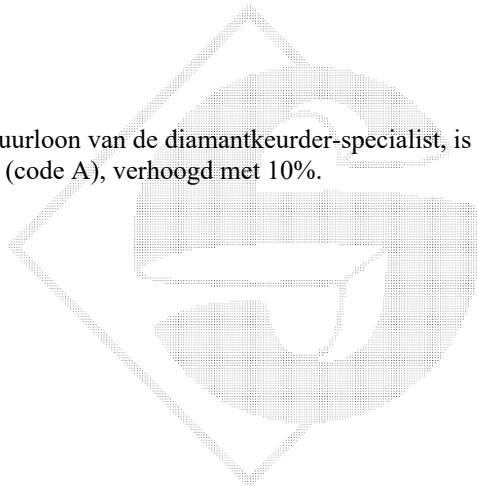 uurloon van de diamantkeurder-specialist, is
(code A), verhoogd met 10%.